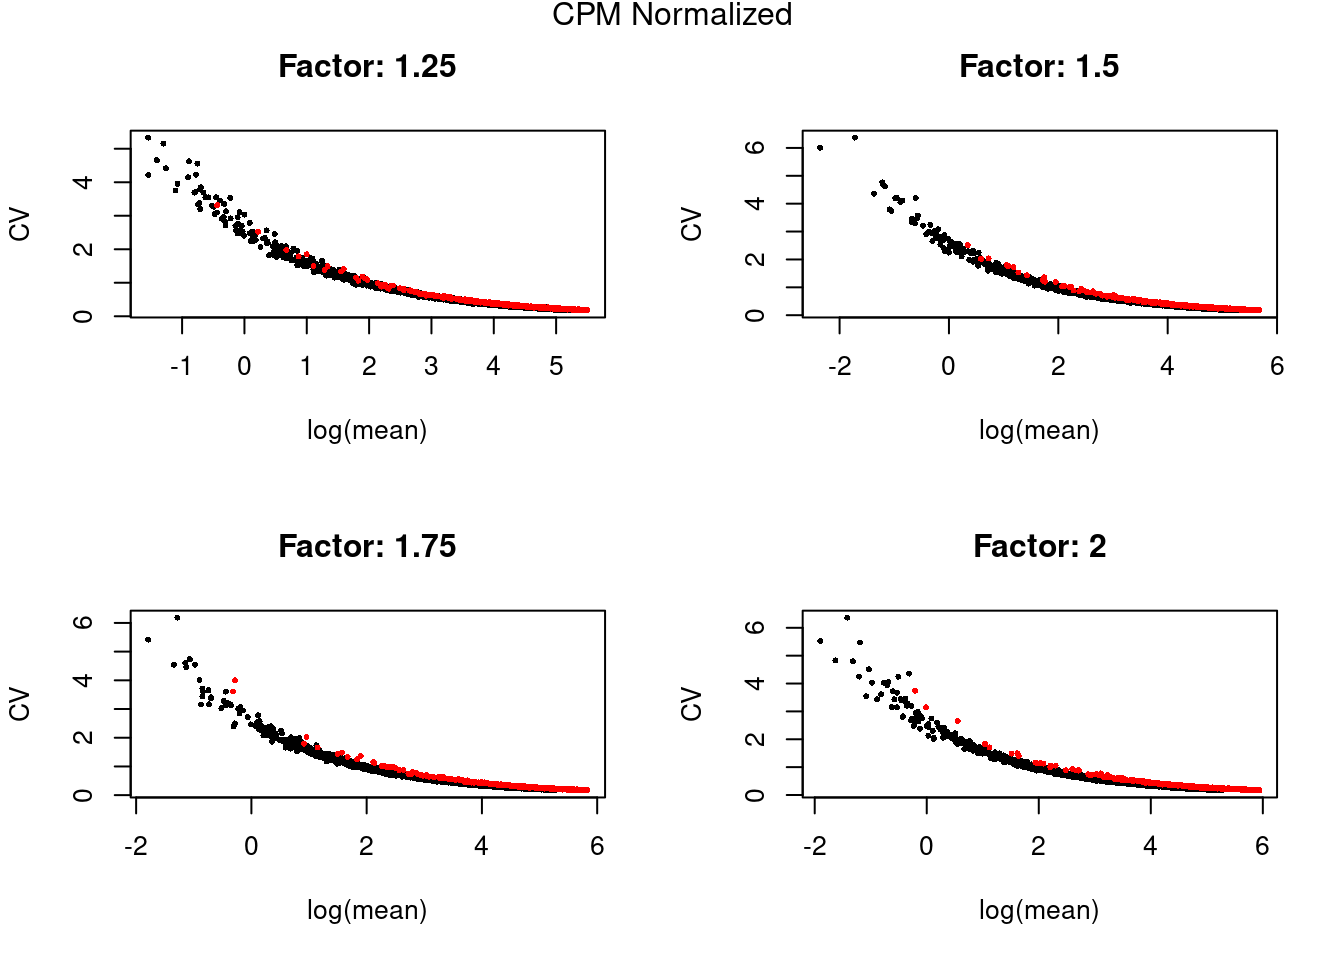 CPM Normalized
Factor: 1.25
CV
0 2 4
-1 0 1 2 3 4 5
log(mean)
Factor: 1.5
CV
0 2 4 6
-2 0 2 4 6
log(mean)
Factor: 1.75
CV
0 2 4 6
-2 0 2 4 6
log(mean)
Factor: 2
CV
0 2 4 6
-2 0 2 4 6
log(mean)